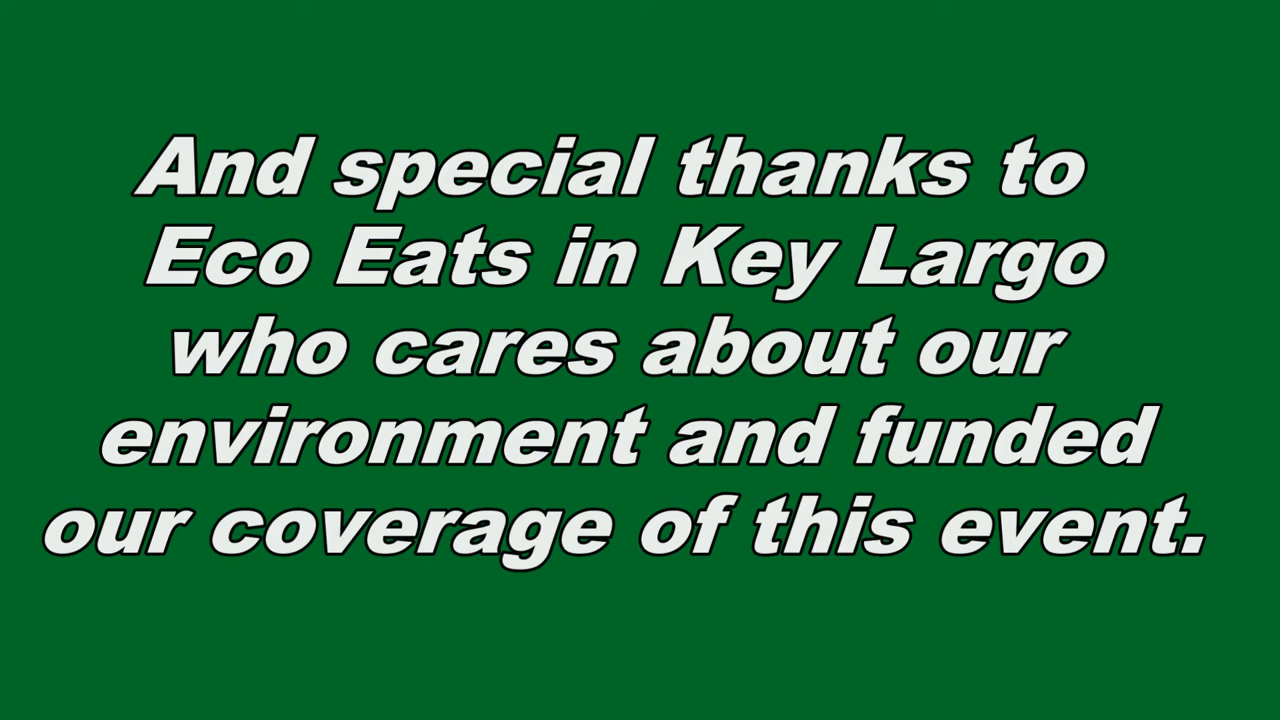 And special thanks to
Eco Eats in Key Largo
who cares about our
environment and funded
our coverage of this event.